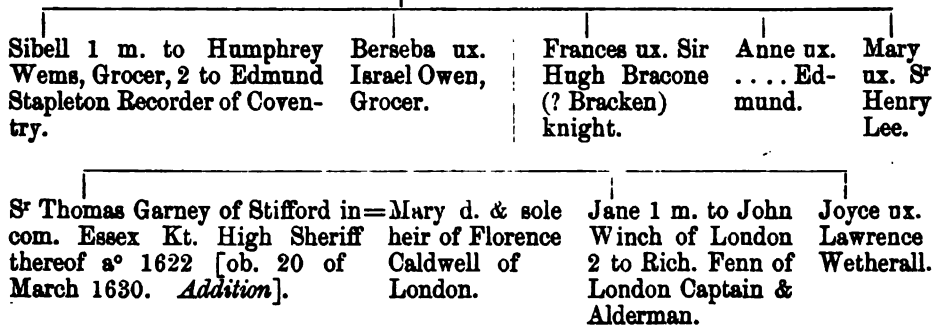 Sibell 1 m. to Humphrey
Wems, Grocer, 2 to Edmund
Stapleton Recorder of Coven-
try.
Berseba ux.
Israel Owen,
Grocer.
Frances ux. Sir
Hugh Bracone
(? Bracken)
knight.
Anne ux.
.... Ed-
mund.
Mary
ux. Sr
Henry
Lee.
Sr Thomas Garney of Stifford in=
com. Essex Kt. High Sheriff
thereof ao 1622 [ob. 20 of
March 1630. Addition].
Mary d. & sole
heir of Florence
Caldwell of
London.
Jane 1 m. to John
Winch of London
2 to Rich. Fenn of
London Captain &
Alderman.
Joyce ux.
Lawrence
Wetherall.